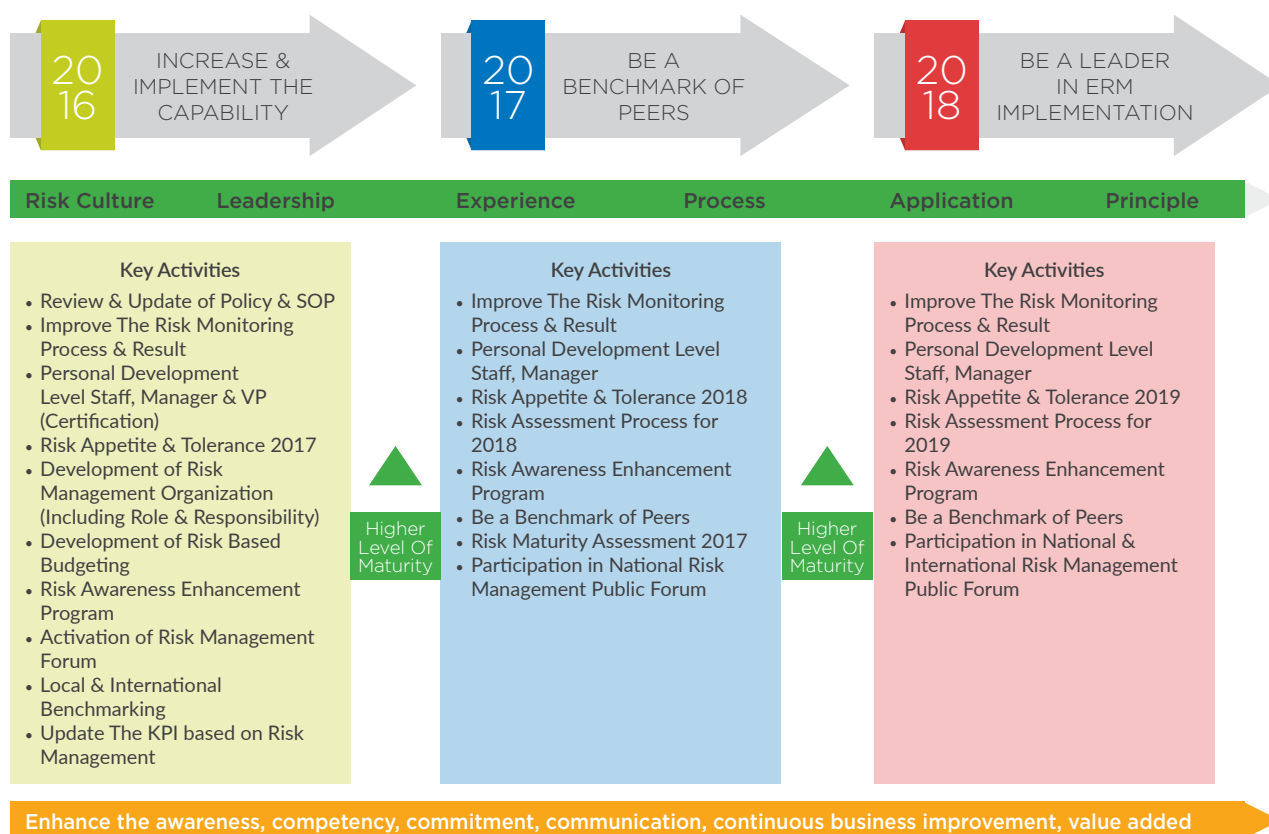 20
16
INCREASE &
IMPLEMENT THE
CAPABILITY
20
17
BE A
BENCHMARK OF
PEERS
20
18
BE A LEADER
IN ERM
IMPLEMENTATION
Risk Culture Leadership Experience Process Application Principle
Key Activities
• Review & Update of Policy & SOP
• Improve The Risk Monitoring
Process & Result
• Personal Development
Level Staff, Manager & VP
(Certification)
• Risk Appetite & Tolerance 2017
• Development of Risk
Management Organization
(Including Role & Responsibility)
• Development of Risk Based
Budgeting
• Risk Awareness Enhancement
Program
• Activation of Risk Management
Forum
• Local & International
Benchmarking
• Update The KPI based on Risk
Management
Higher
Level Of
Maturity
Key Activities
• Improve The Risk Monitoring
Process & Result
• Personal Development Level
Staff, Manager
• Risk Appetite & Tolerance 2018
• Risk Assessment Process for
2018
• Risk Awareness Enhancement
Program
• Be a Benchmark of Peers
• Risk Maturity Assessment 2017
• Participation in National Risk
Management Public Forum
Higher
Level Of
Maturity
Key Activities
• Improve The Risk Monitoring
Process & Result
• Personal Development Level
Staff, Manager
• Risk Appetite & Tolerance 2019
• Risk Assessment Process for
2019
• Risk Awareness Enhancement
Program
• Be a Benchmark of Peers
• Participation in National &
International Risk Management
Public Forum
Enhance the awareness, competency, commitment, communication, continuous business improvement, value added